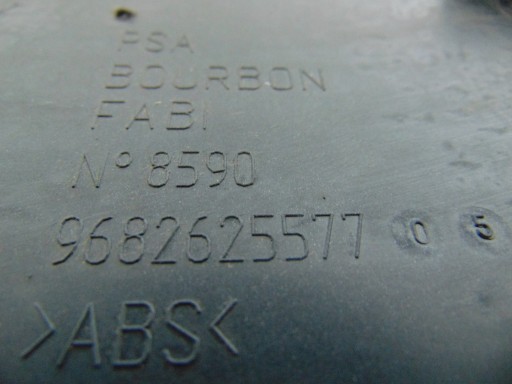 PSA
BOURBON
FABI
N° 8590
9682625577 0 5
>ABS<